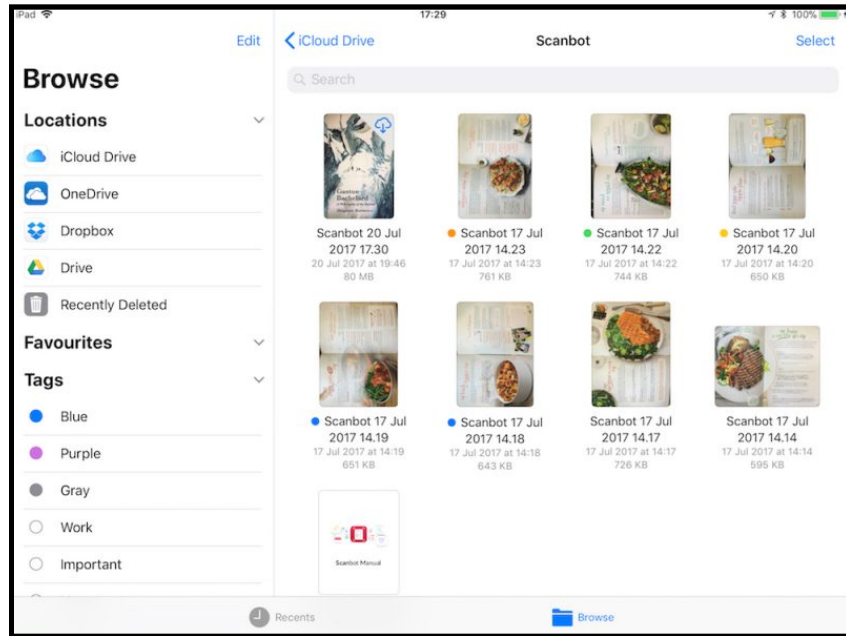 iPad
17:29
100%
Edit
iCloud Drive
Scanbot
Select
Browse
Search
Locations
iCloud Drive
OneDrive
Dropbox
Drive
Recently Deleted
Favourites
Tags
Blue
Purple
Gray
Work
Important
Gaston
Bachelard
Scanbot 20 Jul
2017 17.30
20 Jul 2017 at 19:46
80 MB
Scanbot 17 Jul
2017 14.23
17 Jul 2017 at 14:23
761 KB
Scanbot 17 Jul
2017 14.22
17 Jul 2017 at 14:22
744 KB
Scanbot 17 Jul
2017 14.20
17 Jul 2017 at 14:20
650 KB
Scanbot 17 Jul
2017 14.19
17 Jul 2017 at 14:19
651 KB
Scanbot 17 Jul
2017 14.18
17 Jul 2017 at 14:18
643 KB
Scanbot 17 Jul
2017 14.17
17 Jul 2017 at 14:17
726 KB
Scanbot 17 Jul
2017 14.14
17 Jul 2017 at 14:14
595 KB
Scanbot Manual
Recents
Browse